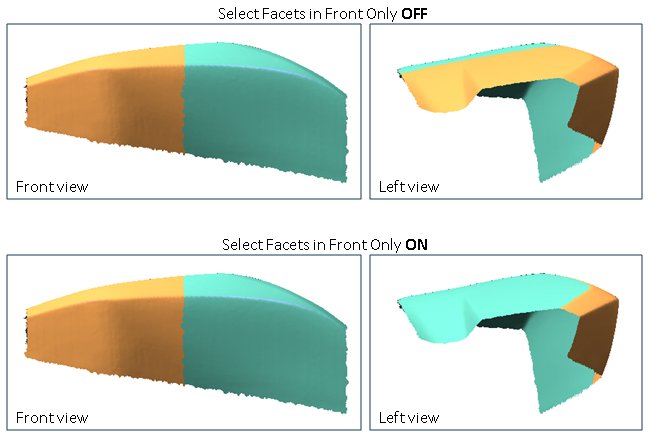 Select Facets in Front Only OFF
Front view
Left view
Select Facets in Front Only ON
Front view
Left view